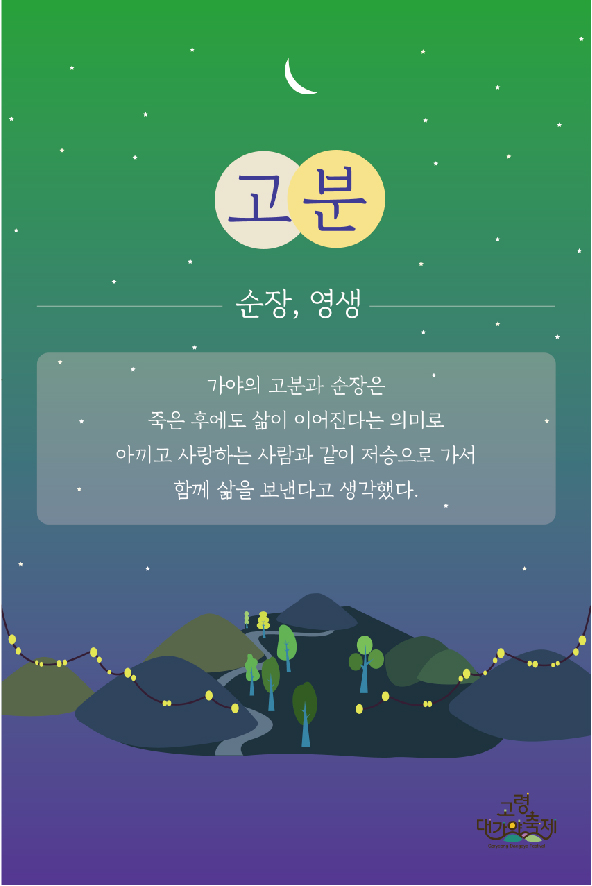 고분
순장, 영생
가야의 고분과 순장은
죽은 후에도 삶이 이어진다는 의미로
아끼고 사랑하는 사람과 같이 저승으로 가서
함께 삶을 보낸다고 생각했다.
고령
대가야축제